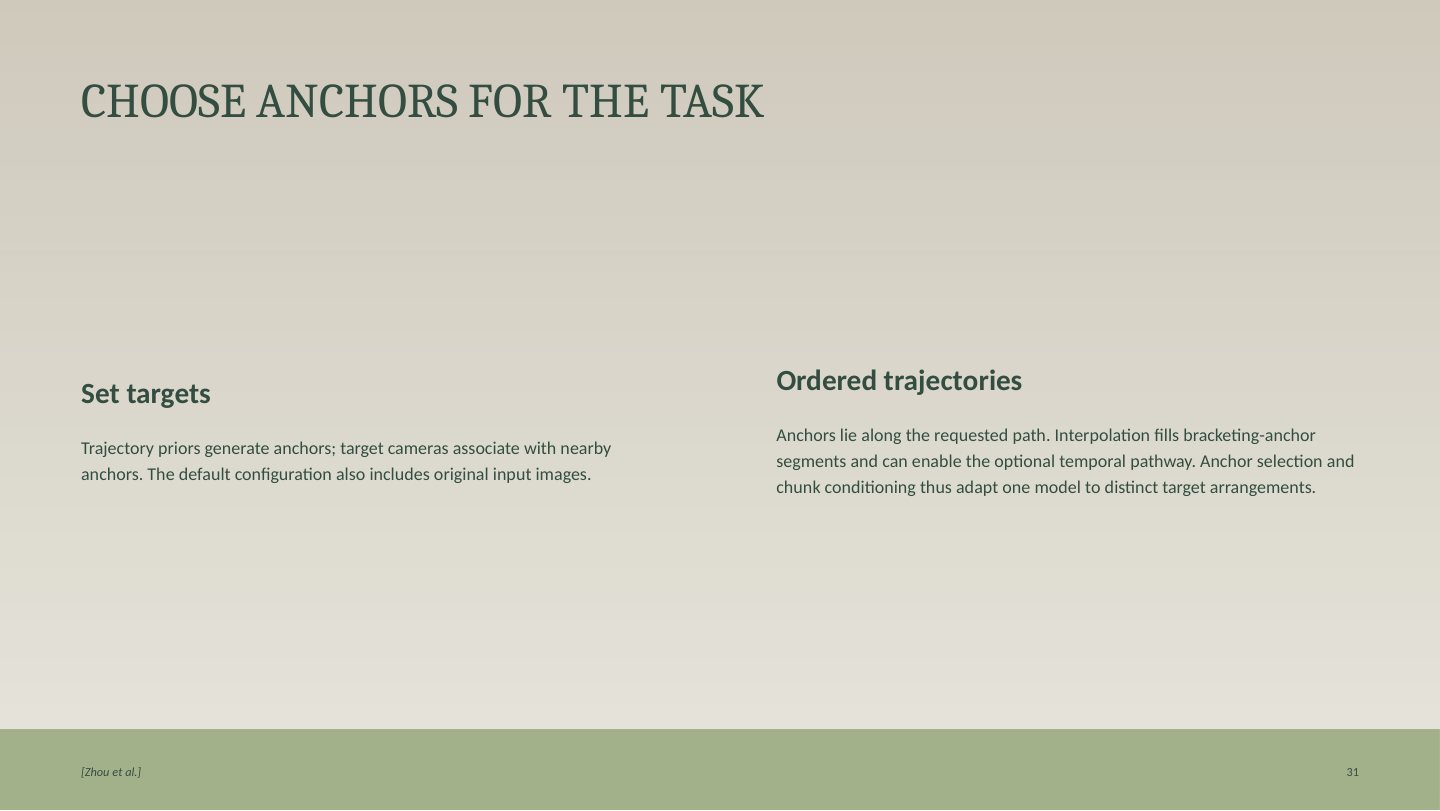 CHOOSE ANCHORS FOR THE TASK
Set targets
Trajectory priors generate anchors; target cameras associate with nearby
anchors. The default configuration also includes original input images.
Ordered trajectories
Anchors lie along the requested path. Interpolation fills bracketing-anchor
segments and can enable the optional temporal pathway. Anchor selection and
chunk conditioning thus adapt one model to distinct target arrangements.
[Zhou et al.]
31